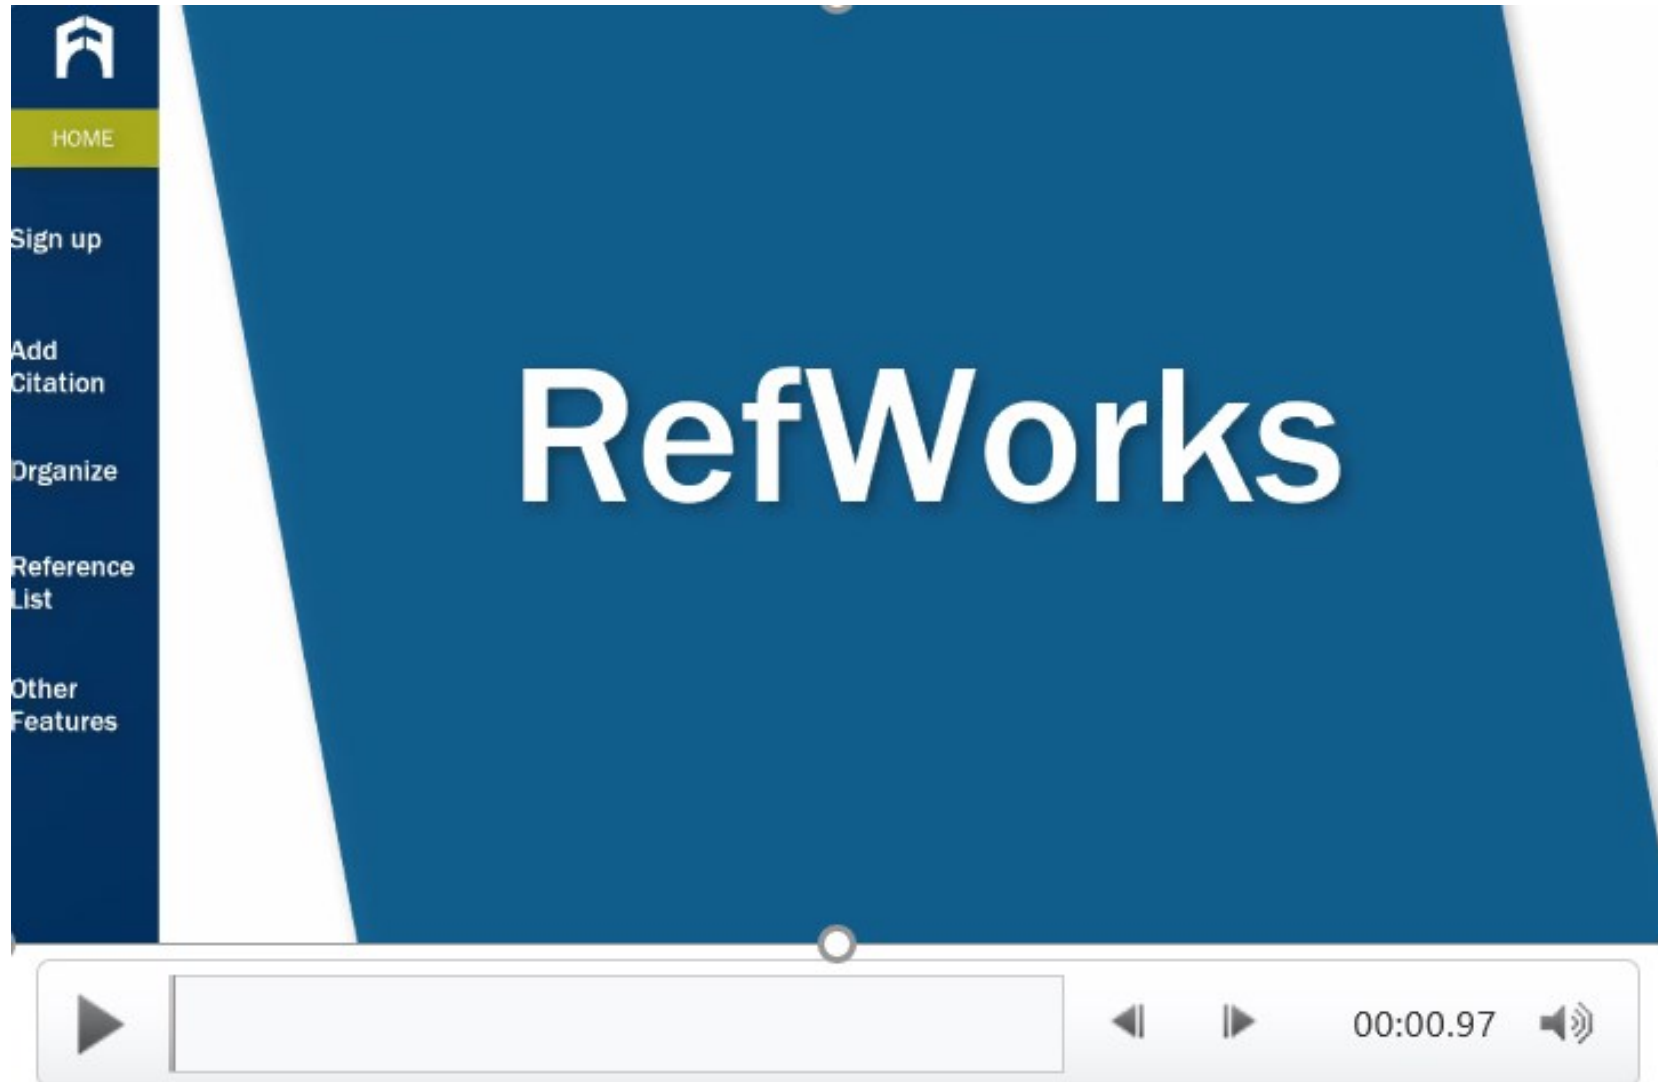 HOME
Sign up
Add
Citation
Organize
Reference
List
Other
Features
RefWorks
00:00.97